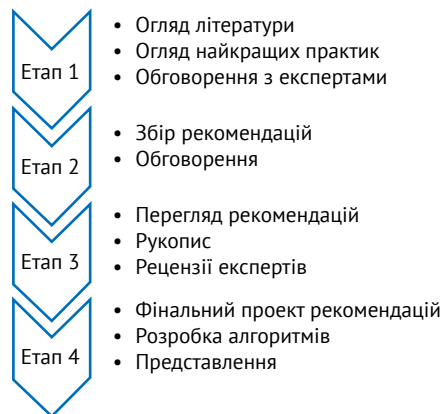 Етап 1
• Огляд літератури
• Огляд найкращих практик
• Обговорення з експертами
Етап 2
• Збір рекомендацій
• Обговорення
Етап 3
• Перегляд рекомендацій
• Рукопис
• Рецензії експертів
Етап 4
• Фінальний проект рекомендацій
• Розробка алгоритмів
• Представлення